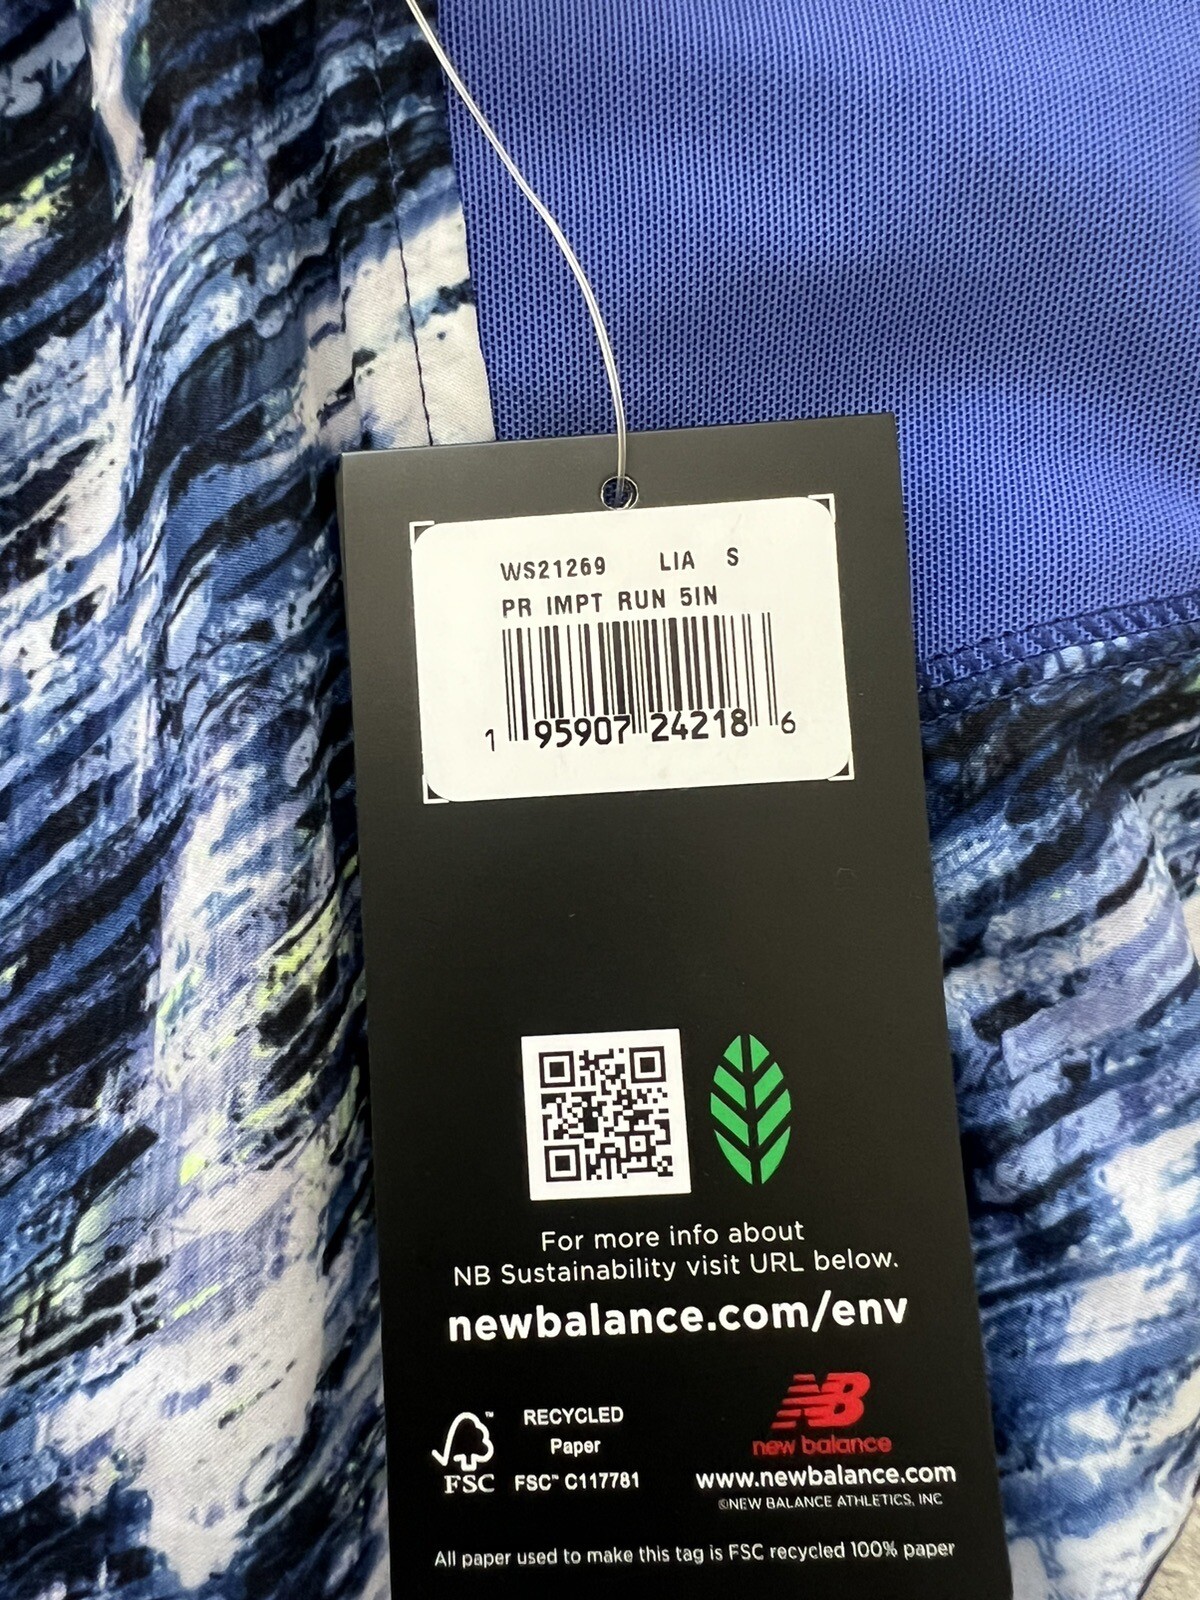 WS21269 LIA S
PR IMPT RUN 5IN
1 95907 24218 6
For more info about
NB Sustainability visit URL below.
newbalance.com/env
RECYCLED
Paper
FSC™ C117781
™
FSC
NB
new balance
www.newbalance.com
©NEW BALANCE ATHLETICS, INC
All paper used to make this tag is FSC recycled 100% paper